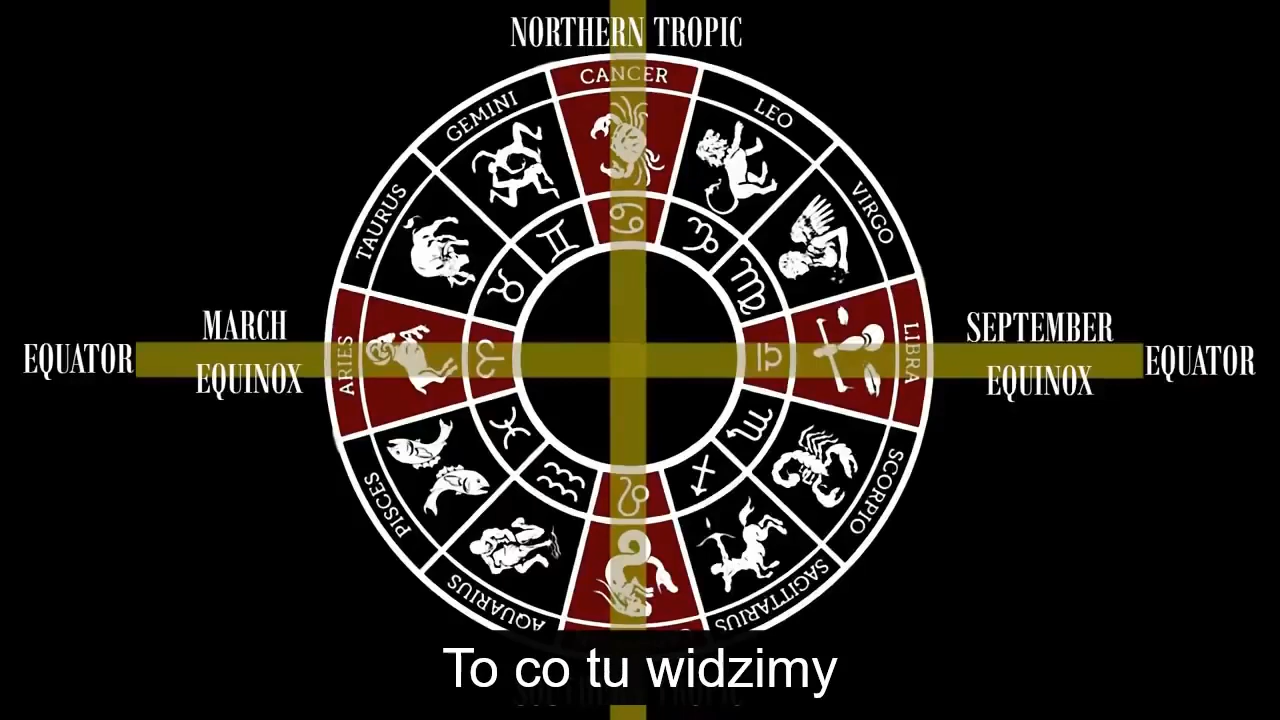 NORTHERN TROPIC
CANCER
GEMINI
LEO
TAURUS
VIRGO
MARCH
EQUINOX
SEPTEMBER
EQUINOX
EQUATOR
ARIES
LIBRA
EQUATOR
PISCES
SCORPIO
AQUARIUS
SAGITTARIUS
To co tu widzimy